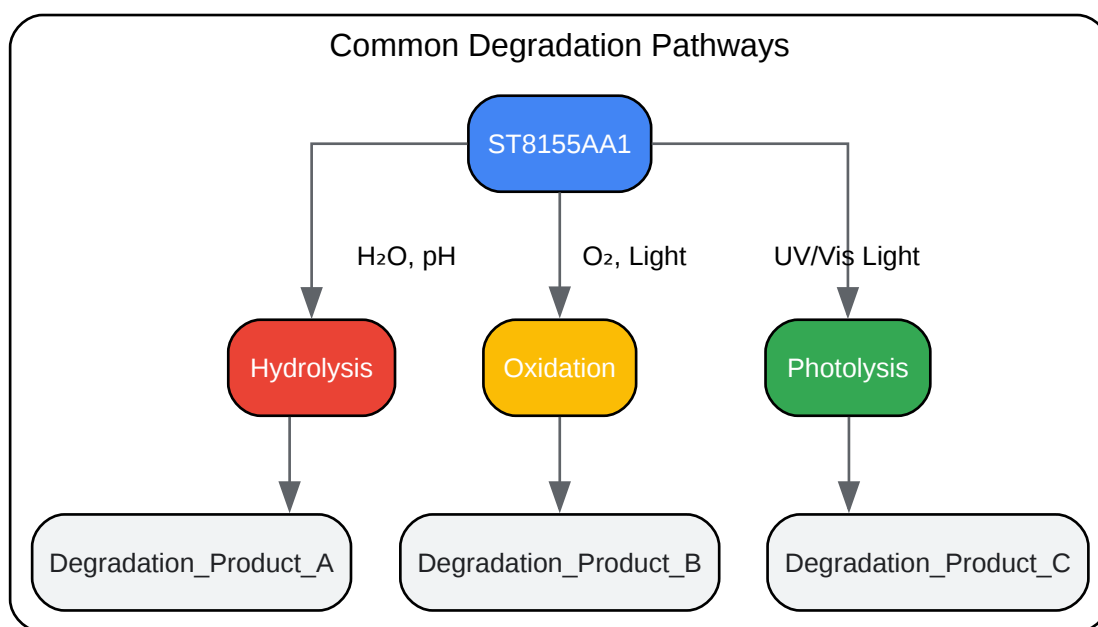 Common Degradation Pathways
ST8155AA1
H₂O, pH
O₂, Light
UV/Vis Light
Hydrolysis
Oxidation
Photolysis
Degradation_Product_A
Degradation_Product_B
Degradation_Product_C